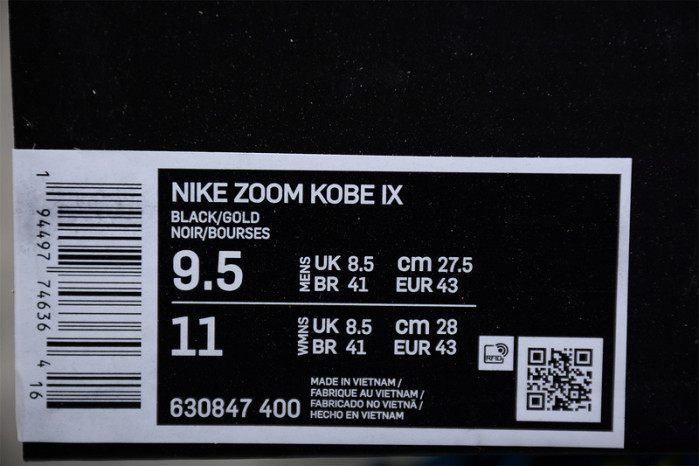 NIKE ZOOM KOBE IX
BLACK/GOLD
NOIR/BOURSES
9.5 MENS UK 8.5 cm 27.5
BR 41 EUR 43
11 WMNS UK 8.5 cm 28
BR 41 EUR 43
RFID
630847 400
MADE IN VIETNAM /
FABRIQUE AU VIETNAM /
FABRICADO NO VIETNÃ /
HECHO EN VIETNAM
1 94497 74636 4 16